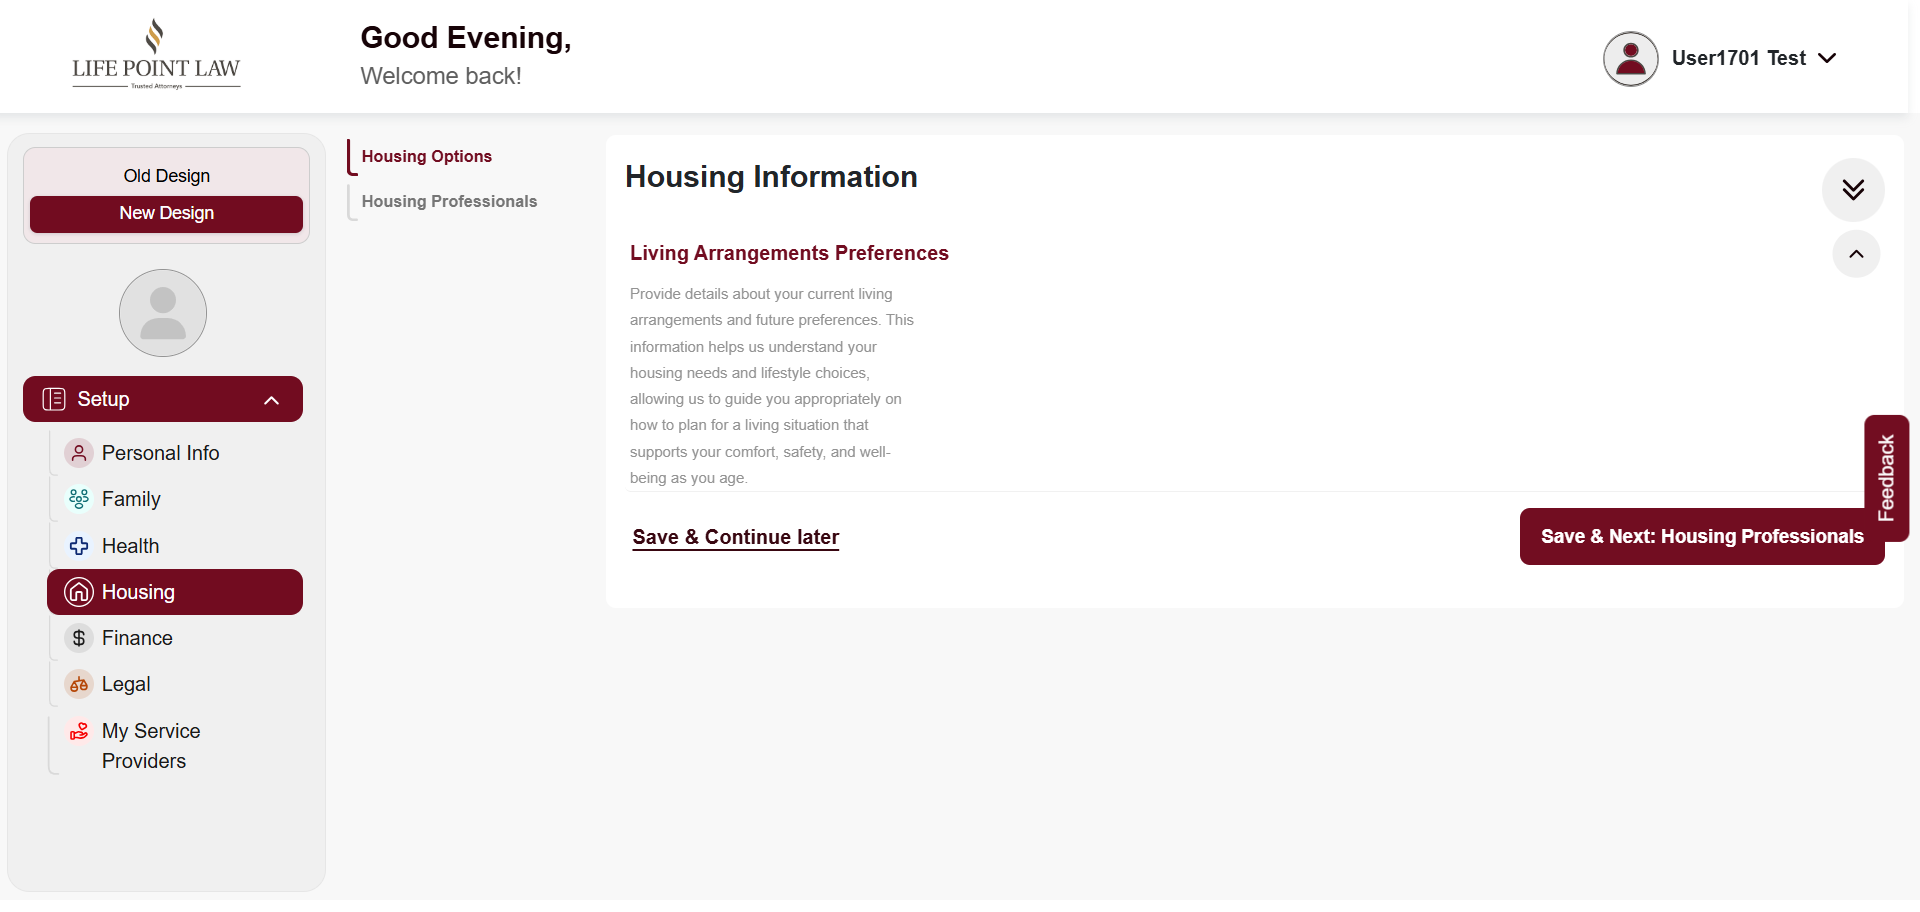 LIFE POINT LAW
Trusted Attorneys
Good Evening,
Welcome back!
User1701 Test
Old Design
New Design
Setup
Personal Info
Family
Health
Housing
Finance
Legal
My Service
Providers
Housing Options
Housing Professionals
Housing Information
Living Arrangements Preferences
Provide details about your current living
arrangements and future preferences. This
information helps us understand your
housing needs and lifestyle choices,
allowing us to guide you appropriately on
how to plan for a living situation that
supports your comfort, safety, and well-
being as you age.
Save & Continue later
Save & Next: Housing Professionals
Feedback